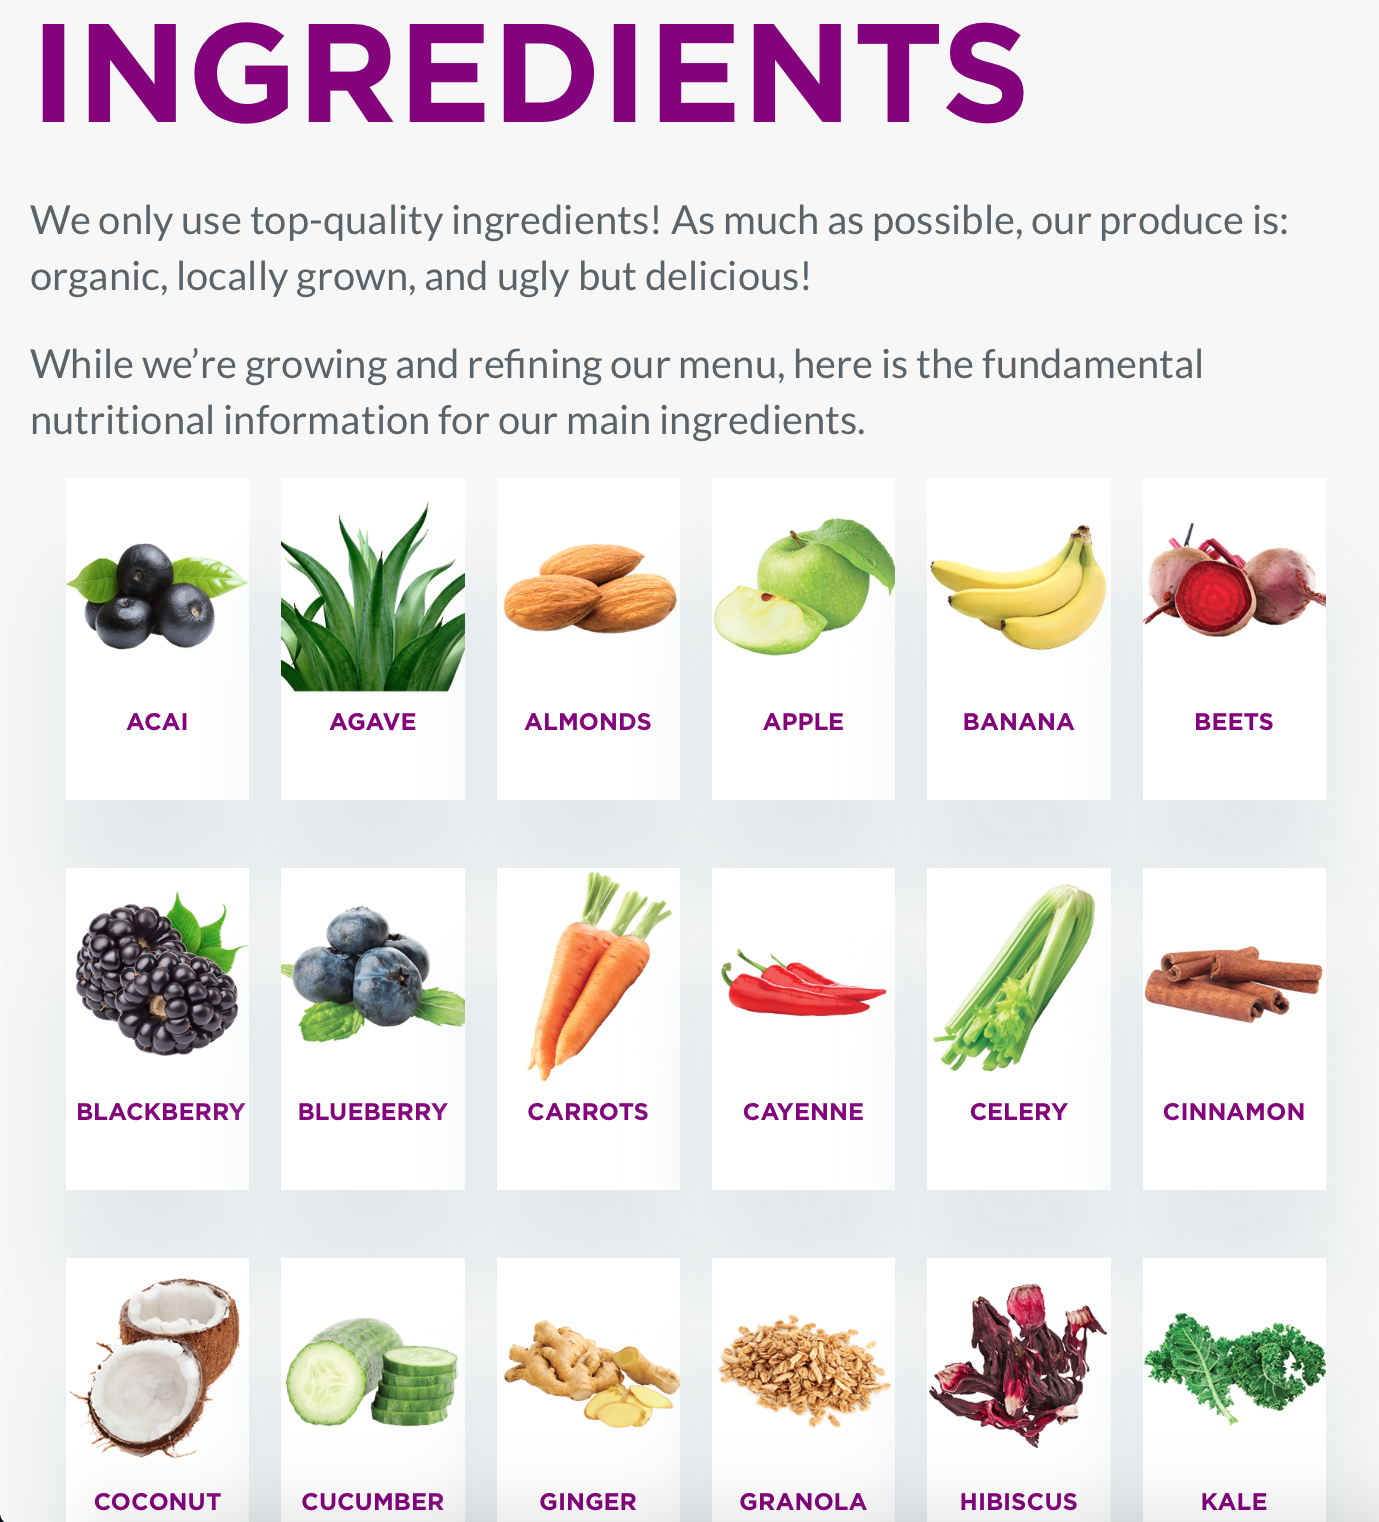 INGREDIENTS
We only use top-quality ingredients! As much as possible, our produce is:
organic, locally grown, and ugly but delicious!
While we’re growing and refining our menu, here is the fundamental
nutritional information for our main ingredients.
ACAI
AGAVE
ALMONDS
APPLE
BANANA
BEETS
BLACKBERRY
BLUEBERRY
CARROTS
CAYENNE
CELERY
CINNAMON
COCONUT
CUCUMBER
GINGER
GRANOLA
HIBISCUS
KALE